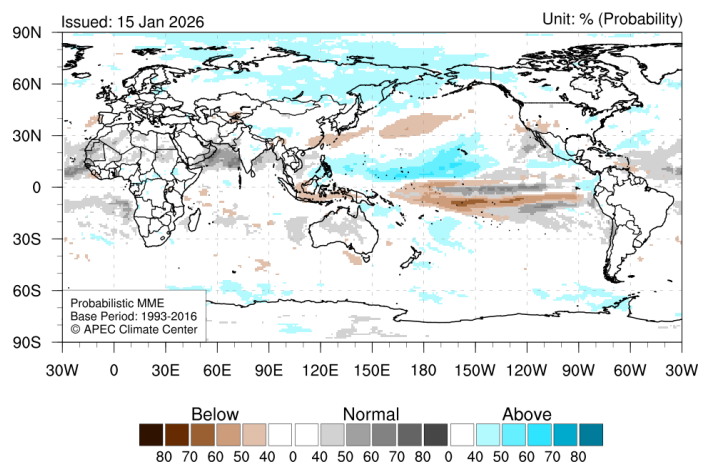 Issued: 15 Jan 2026
Unit: % (Probability)
90N
60N
30N
0
30S
60S
90S
Probabilistic MME
Base Period: 1993-2016
© APEC Climate Center
30W 0 30E 60E 90E 120E 150E 180 150W 120W 90W 60W 30W
Below Normal Above
80 70 60 50 40 0 40 50 60 70 80 0 40 50 60 70 80